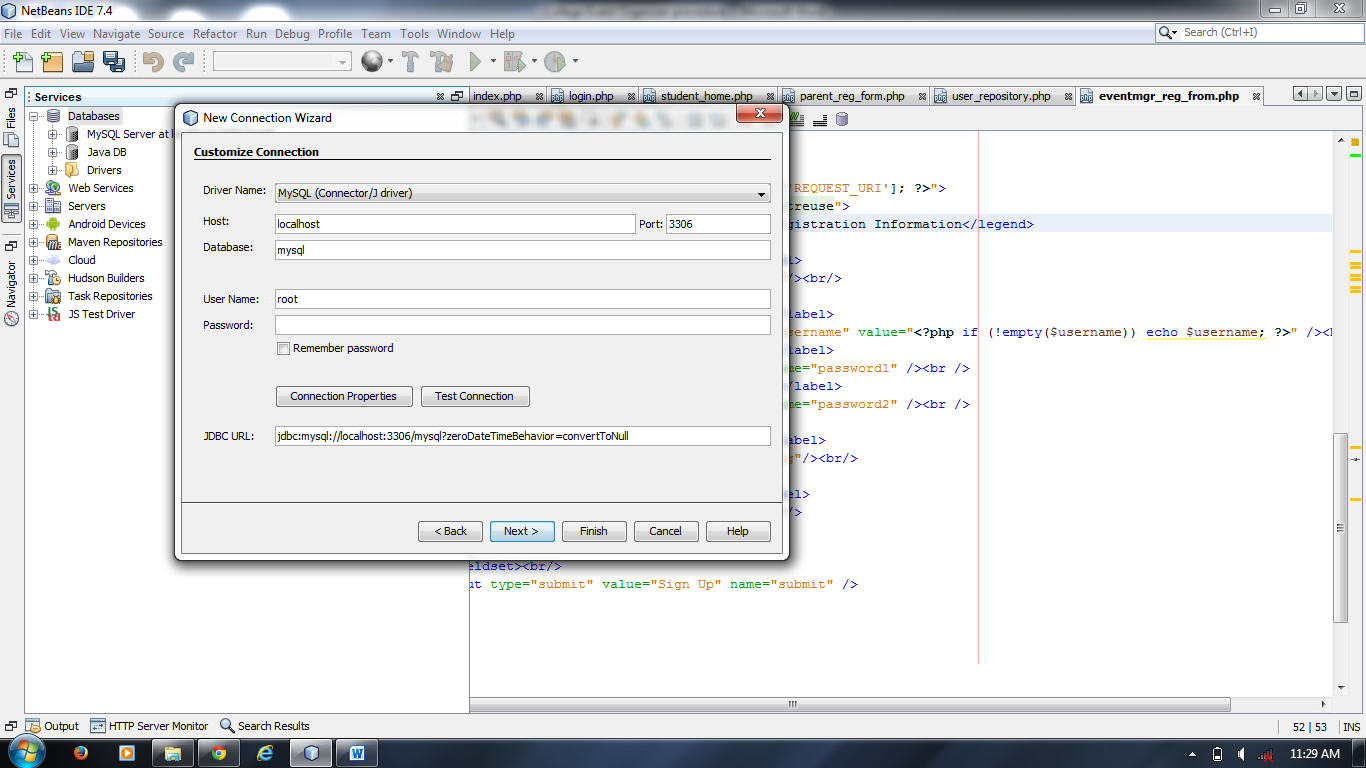 NetBeans IDE 7.4
File Edit View Navigate Source Refactor Run Debug Profile Team Tools Window Help
Search (Ctrl+I)
Files
Services
Navigator
Services
Databases
MySQL Server at
Java DB
Drivers
Web Services
Servers
Android Devices
Maven Repositories
Cloud
Hudson Builders
Task Repositories
JS Test Driver
index.php login.php student_home.php parent_reg_form.php user_repository.php eventmgr_reg_from.php
New Connection Wizard
Customize Connection
Driver Name: MySQL (Connector/J driver)
Host: localhost Port: 3306
Database: mysql
User Name: root
Password:
Remember password
Connection Properties Test Connection
JDBC URL: jdbc:mysql://localhost:3306/mysql?zeroDateTimeBehavior=convertToNull
< Back Next > Finish Cancel Help
REQUEST_URI']; ?>">
treuse">
gistration Information</legend>
l>
/><br/>
label>
sername" value="<?php if (!empty($username)) echo $username; ?>" /><
label>
me="password1" /><br />
/label>
me="password2" /><br />
abel>
g"/><br/>
el>
/>
eldset><br/>
ut type="submit" value="Sign Up" name="submit" />
Output HTTP Server Monitor Search Results
52 | 53 INS
11:29 AM